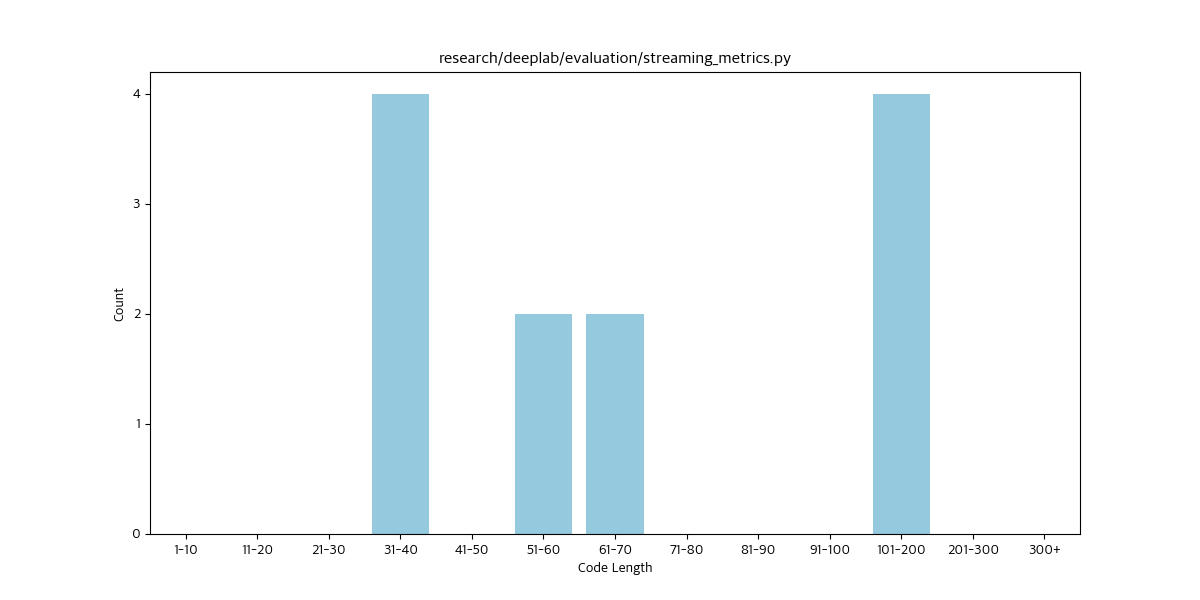 research/deeplab/evaluation/streaming_metrics.py
Count
4
3
2
1
0
1-10 11-20 21-30 31-40 41-50 51-60 61-70 71-80 81-90 91-100 101-200 201-300 300+
Code Length